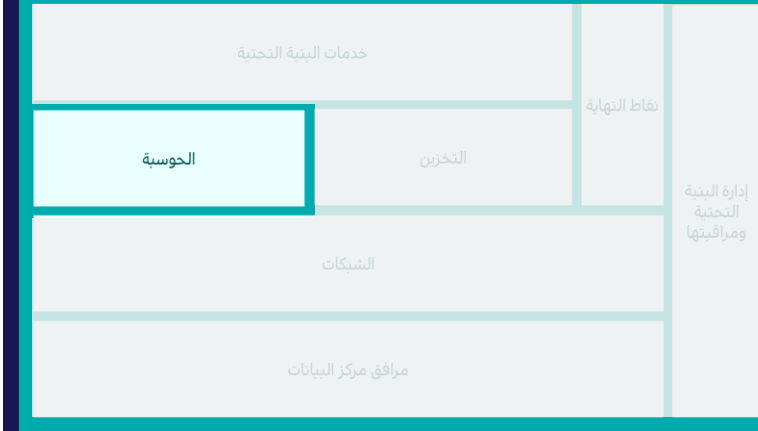 خدمات البنية التحتية
نقاط النهاية
الحوسبة
التخزين
إدارة البنية
التحتية
ومراقبتها
الشبكات
مرافق مركز البيانات